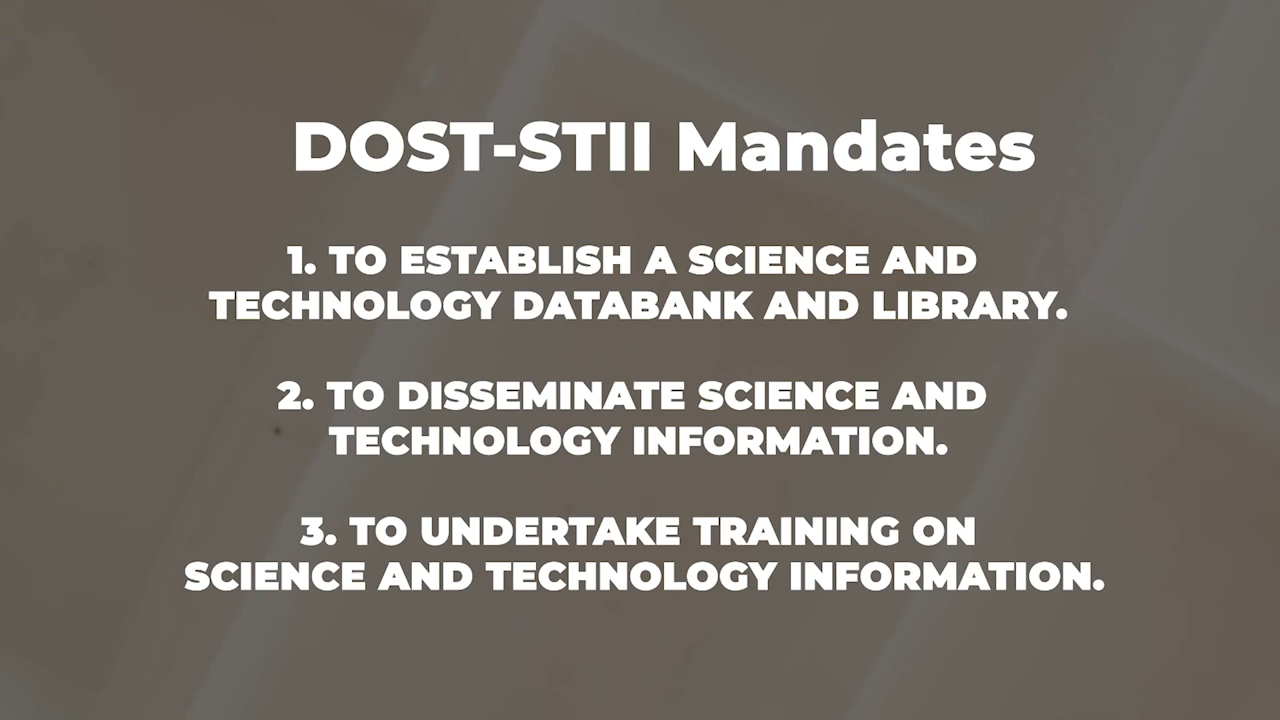 DOST-STII Mandates
1. TO ESTABLISH A SCIENCE AND
TECHNOLOGY DATABANK AND LIBRARY.
2. TO DISSEMINATE SCIENCE AND
TECHNOLOGY INFORMATION.
3. TO UNDERTAKE TRAINING ON
SCIENCE AND TECHNOLOGY INFORMATION.